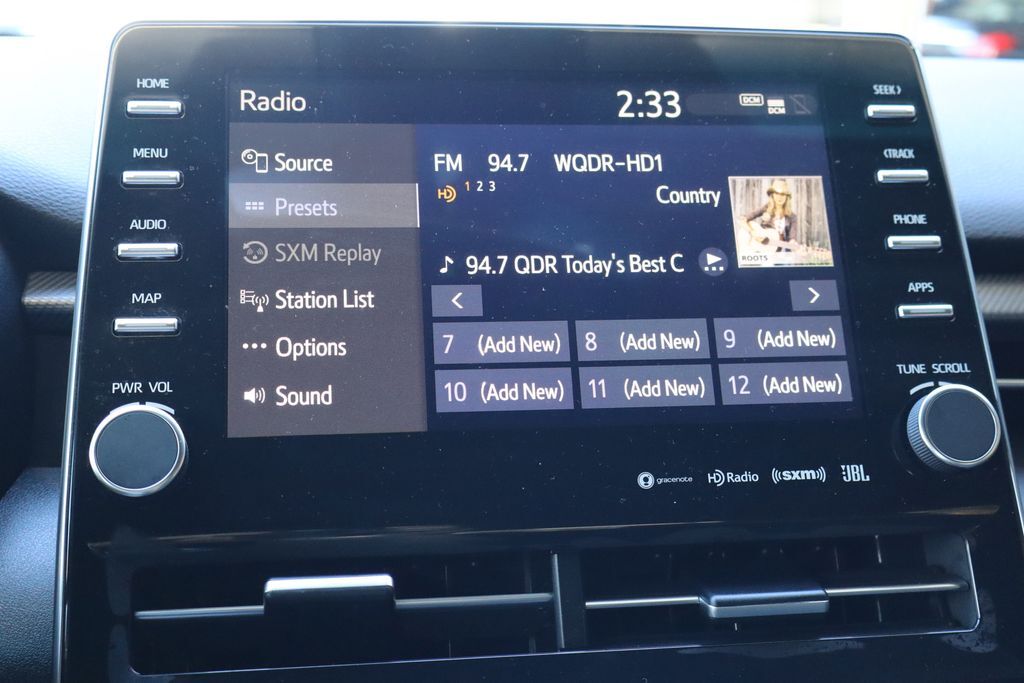 HOME
MENU
AUDIO
MAP
PWR VOL
Radio
2:33
DCM
DCM
Source
Presets
SXM Replay
Station List
Options
Sound
FM 94.7 WQDR-HD1
HD 1 2 3
Country
ROOTS
♪ 94.7 QDR Today's Best C
< >
7 (Add New) 8 (Add New) 9 (Add New)
10 (Add New) 11 (Add New) 12 (Add New)
SEEK >
< TRACK
PHONE
APPS
TUNE SCROLL
gracenote HD Radio ((sxm)) JBL